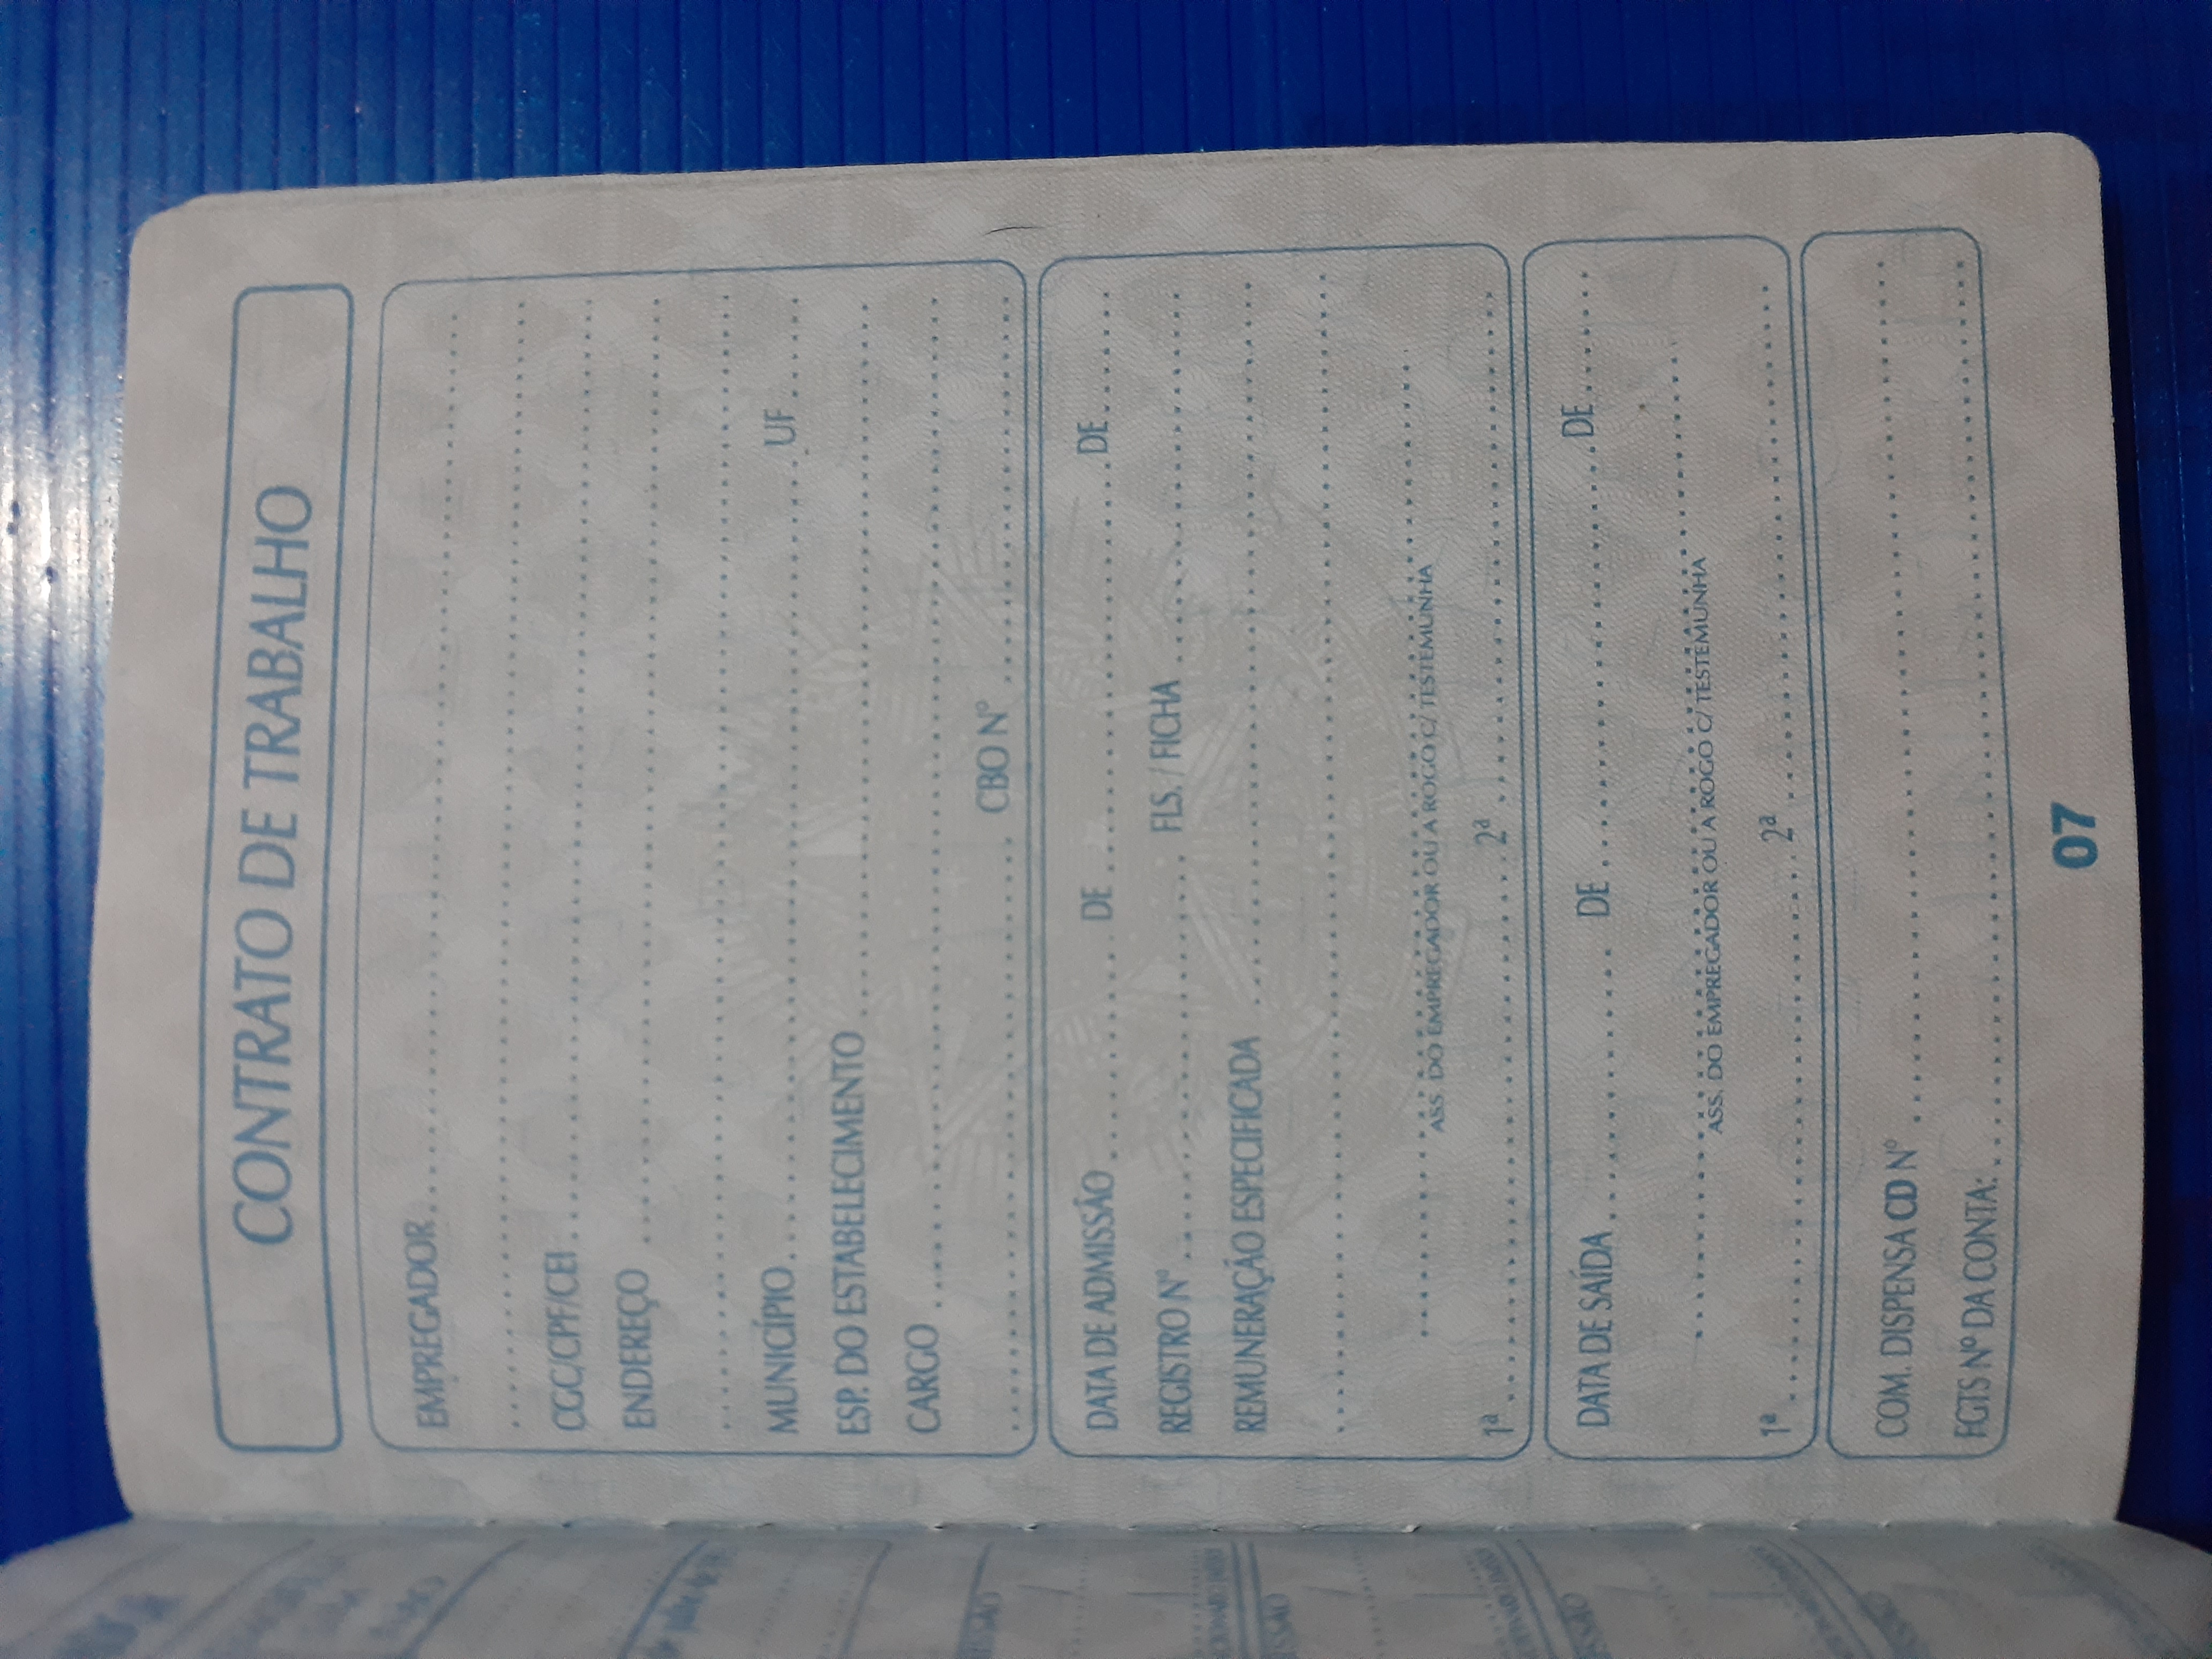 CONTRATO DE TRABALHO
EMPREGADOR
CGC/CPF/CEI
ENDEREÇO
MUNICÍPIO UF
ESP. DO ESTABELECIMENTO
CARGO
CBO Nº
DATA DE ADMISSÃO DE DE
REGISTRO Nº FLS. / FICHA
REMUNERAÇÃO ESPECIFICADA
ASS. DO EMPREGADOR OU A ROGO C/ TESTEMUNHA
1ª 2ª
DATA DE SAÍDA DE DE
ASS. DO EMPREGADOR OU A ROGO C/ TESTEMUNHA
1ª 2ª
COM. DISPENSA CD Nº
FGTS Nº DA CONTA:
07